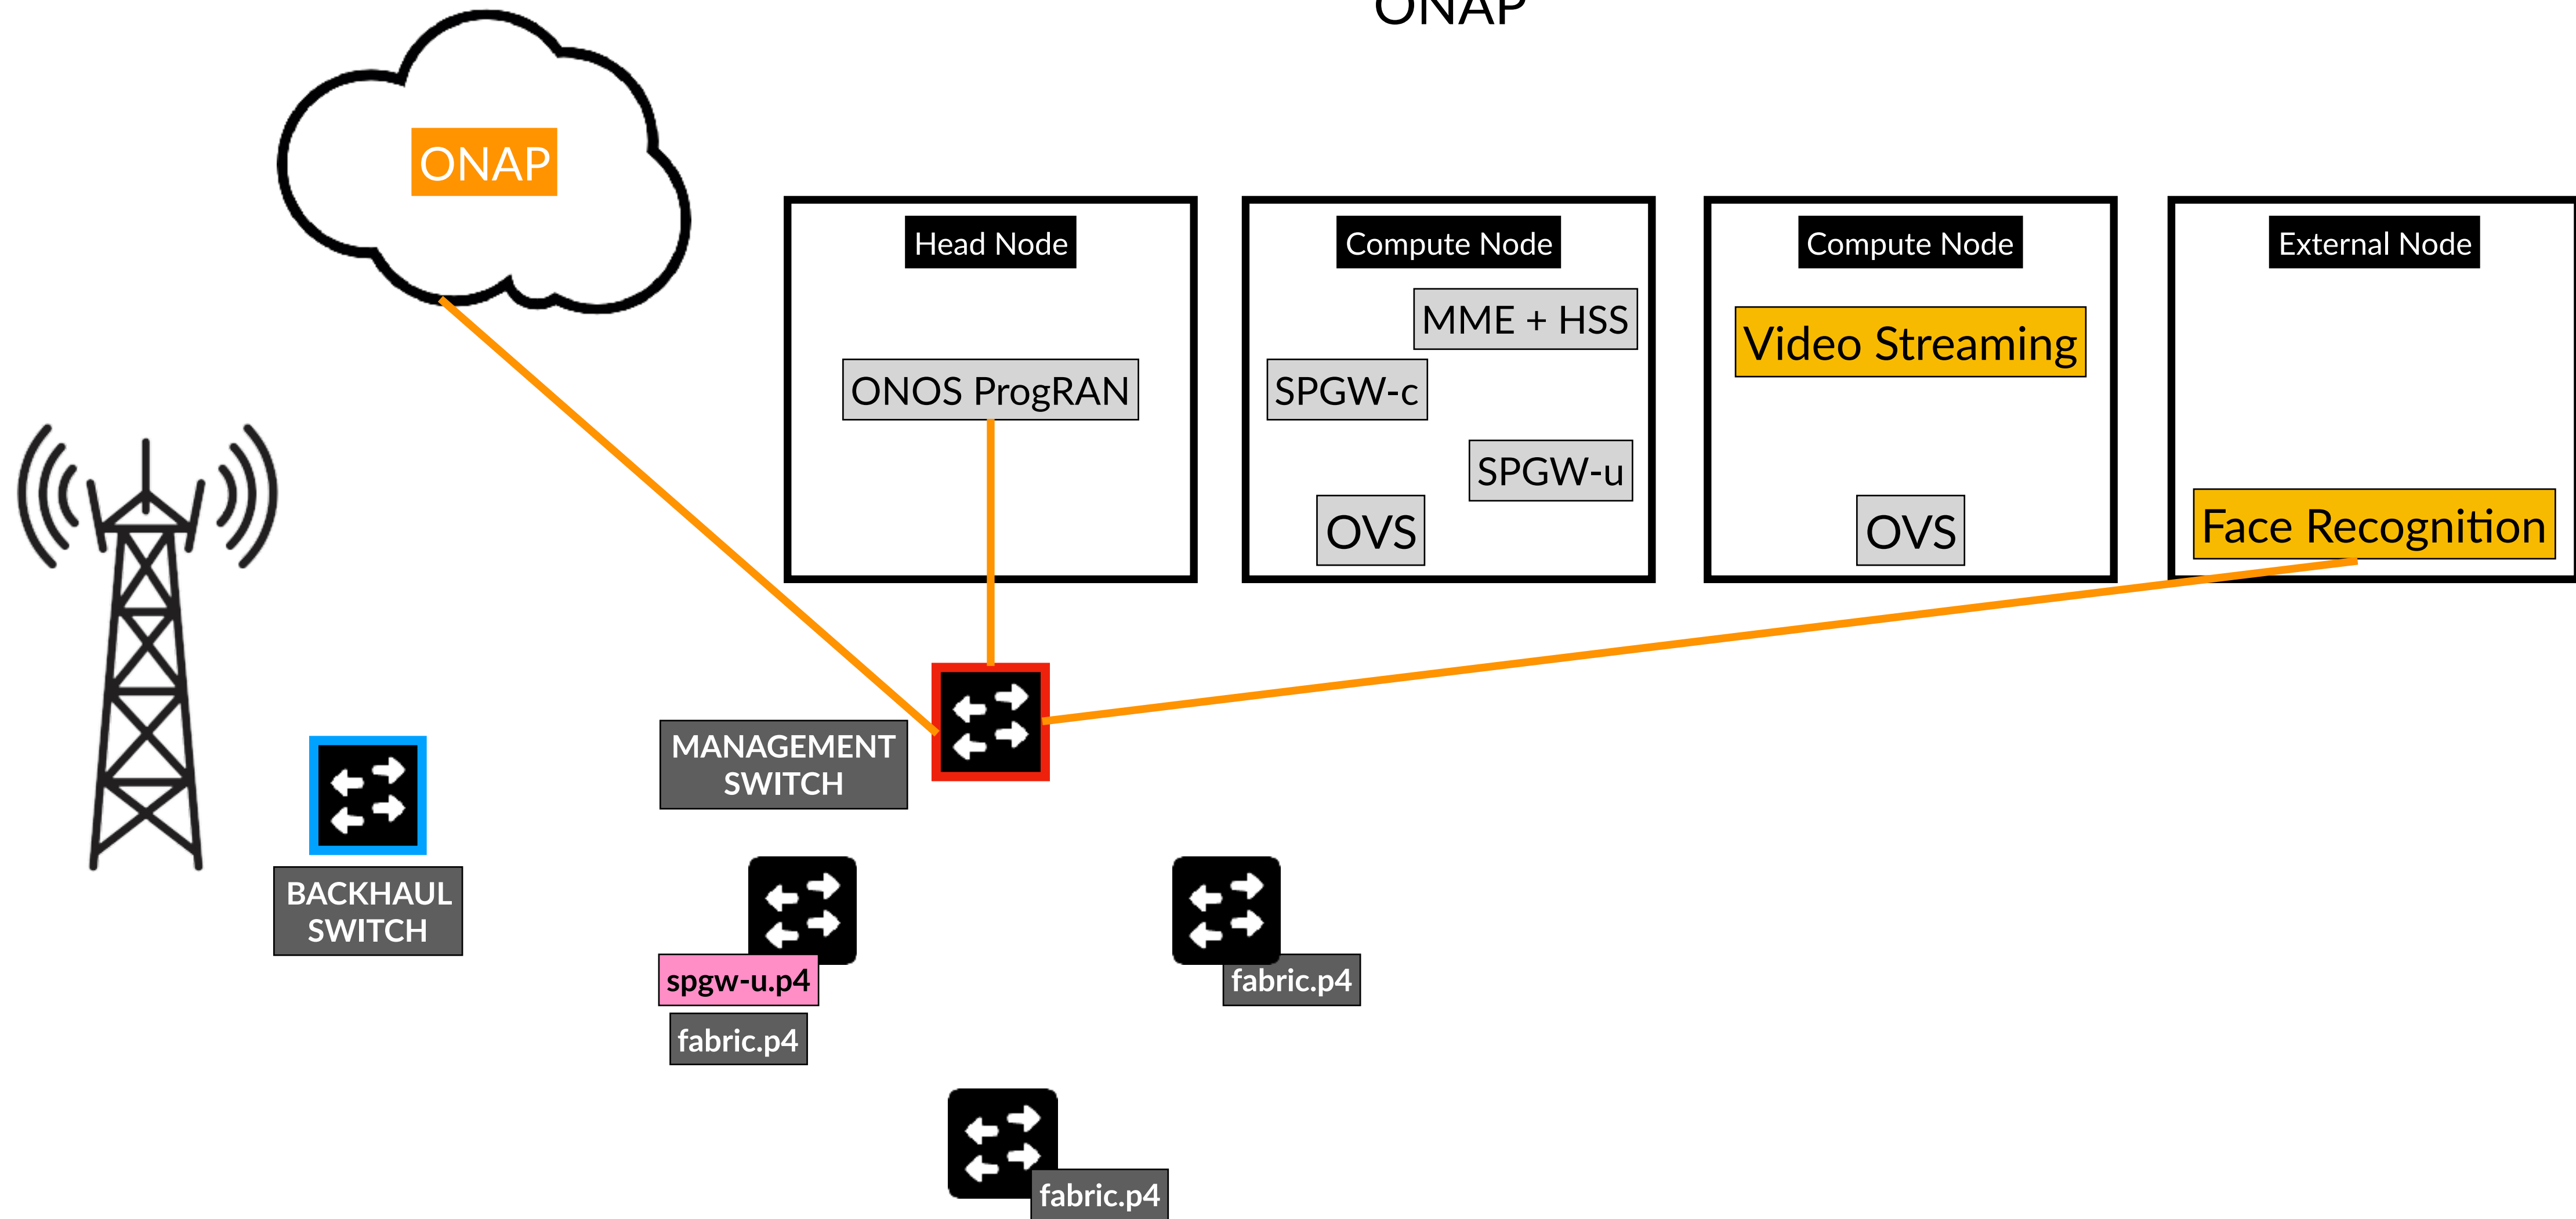 ONAP
ONAP
Head Node
ONOS ProgRAN
Compute Node
MME + HSS
SPGW-c
SPGW-u
OVS
Compute Node
Video Streaming
OVS
External Node
Face Recognition
MANAGEMENT
SWITCH
BACKHAUL
SWITCH
spgw-u.p4
fabric.p4
fabric.p4
fabric.p4